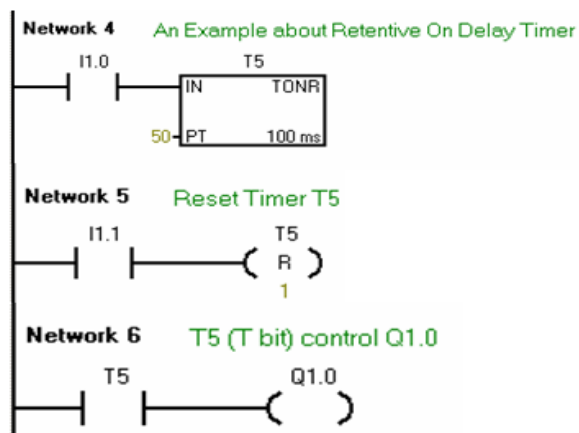 Network 4 An Example about Retentive On Delay Timer
I1.0 T5
IN TONR
50 PT 100 ms
Network 5 Reset Timer T5
I1.1 T5
R
1
Network 6 T5 (T bit) control Q1.0
T5 Q1.0